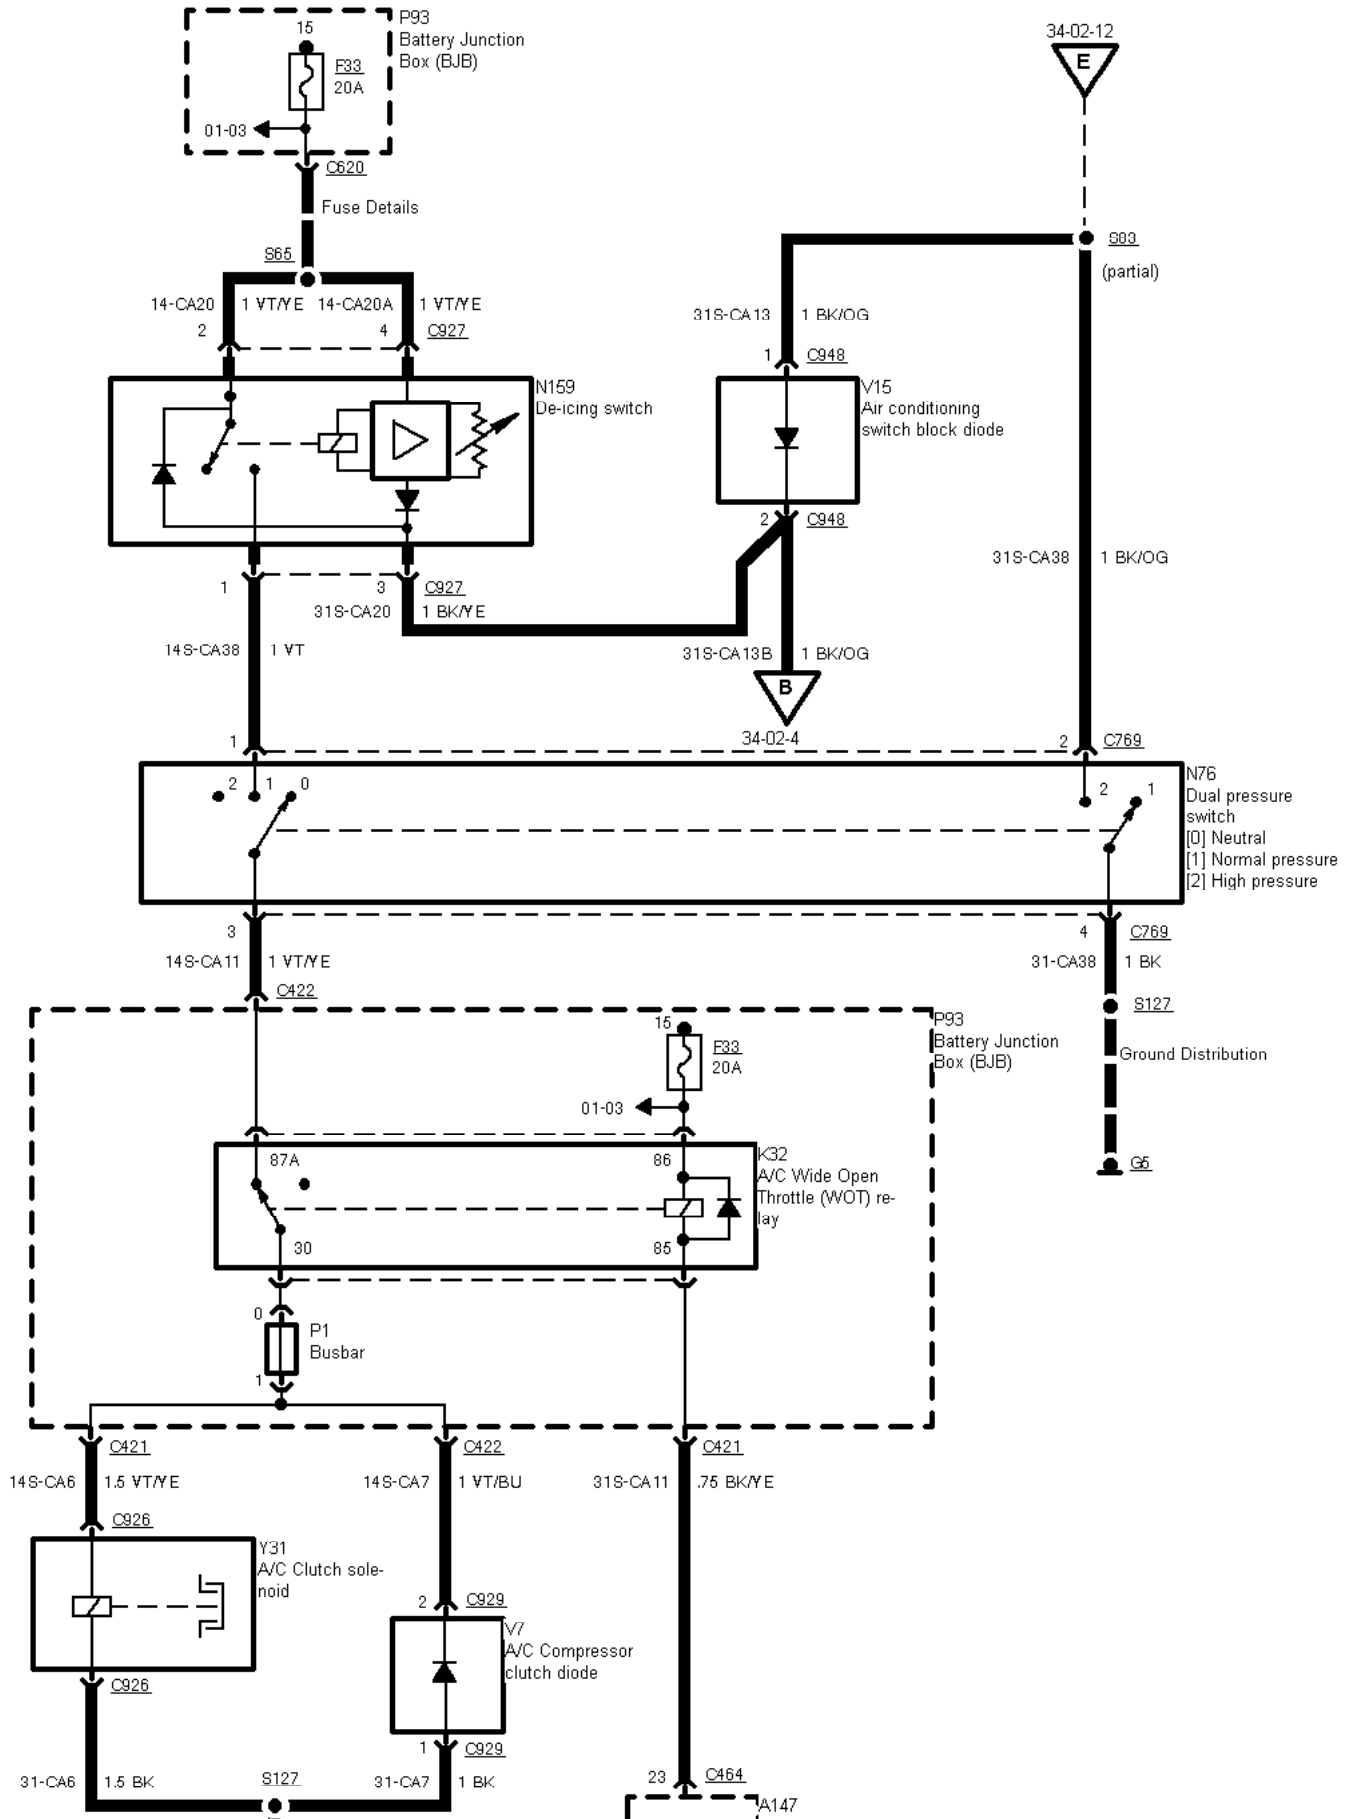 P93
Battery Junction
Box (BJB)
15
F33
20A
01-03
C620
Fuse Details
34-02-12
E
S65
S83
(partial)
14-CA20
1 VT/YE
14-CA20A
1 VT/YE
2
4
C927
31S-CA13
1 BK/OG
1
C948
N159
De-icing switch
V15
Air conditioning
switch block diode
2
C948
1
3
C927
31S-CA20
1 BK/YE
31S-CA38
1 BK/OG
14S-CA38
1 VT
31S-CA13B
1 BK/OG
B
34-02-4
1
2
C769
2
1
0
2
1
N76
Dual pressure
switch
[0] Neutral
[1] Normal pressure
[2] High pressure
3
4
C769
14S-CA11
1 VT/YE
31-CA38
1 BK
C422
S127
P93
Battery Junction
Box (BJB)
15
F33
20A
01-03
Ground Distribution
G5
87A
86
K32
A/C Wide Open
Throttle (WOT) re-
lay
30
85
0
P1
Busbar
1
C421
C422
C421
14S-CA6
1.5 VT/YE
14S-CA7
1 VT/BU
31S-CA11
.75 BK/YE
C926
Y31
A/C Clutch sole-
noid
2
C929
V7
A/C Compressor
clutch diode
C926
1
C929
31-CA6
1.5 BK
S127
31-CA7
1 BK
23
C464
A147